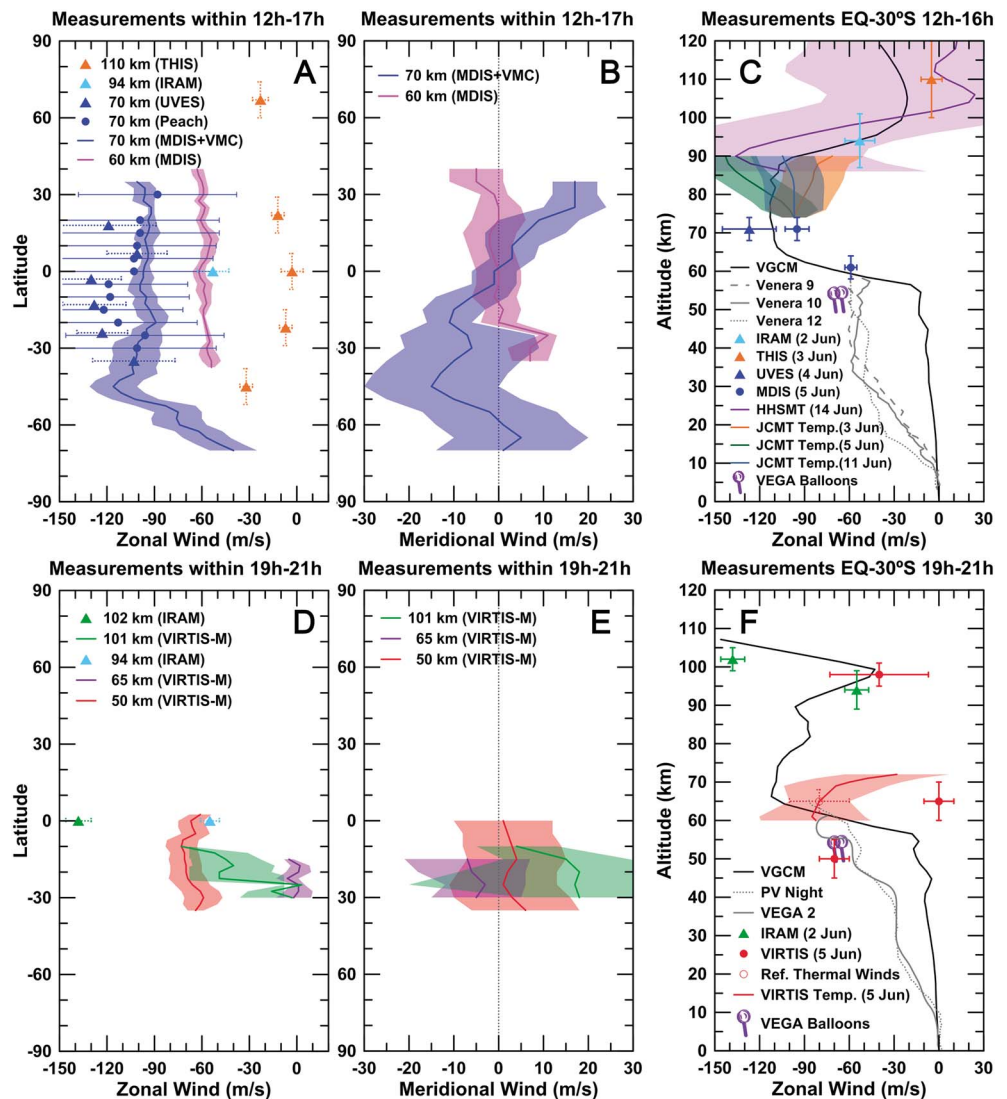 Measurements within 12h-17h
A
110 km (THIS)
94 km (IRAM)
70 km (UVES)
70 km (Peach)
70 km (MDIS+VMC)
60 km (MDIS)
Latitude
90
60
30
0
-30
-60
-90
-150 -120 -90 -60 -30 0
Zonal Wind (m/s)
Measurements within 12h-17h
B
70 km (MDIS+VMC)
60 km (MDIS)
-30 -20 -10 0 10 20 30
Meridional Wind (m/s)
Measurements EQ-30ºS 12h-16h
C
Altitude (km)
120
110
100
90
80
70
60
50
40
30
20
10
0
VGCM
Venera 9
Venera 10
Venera 12
IRAM (2 Jun)
THIS (3 Jun)
UVES (4 Jun)
MDIS (5 Jun)
HHSMT (14 Jun)
JCMT Temp.(3 Jun)
JCMT Temp.(5 Jun)
JCMT Temp.(11 Jun)
VEGA Balloons
-150 -120 -90 -60 -30 0 30
Zonal Wind (m/s)
Measurements within 19h-21h
D
102 km (IRAM)
101 km (VIRTIS-M)
94 km (IRAM)
65 km (VIRTIS-M)
50 km (VIRTIS-M)
Latitude
90
60
30
0
30
-60
-90
-150 -120 -90 -60 -30 0
Zonal Wind (m/s)
Measurements within 19h-21h
E
101 km (VIRTIS-M)
65 km (VIRTIS-M)
50 km (VIRTIS-M)
-30 -20 -10 0 10 20 30
Meridional Wind (m/s)
Measurements EQ-30ºS 19h-21h
F
Altitude (km)
120
110
100
90
80
70
60
50
40
30
20
10
0
VGCM
PV Night
VEGA 2
IRAM (2 Jun)
VIRTIS (5 Jun)
Ref. Thermal Winds
VIRTIS Temp. (5 Jun)
VEGA Balloons
-150 -120 -90 -60 -30 0 30
Zonal Wind (m/s)